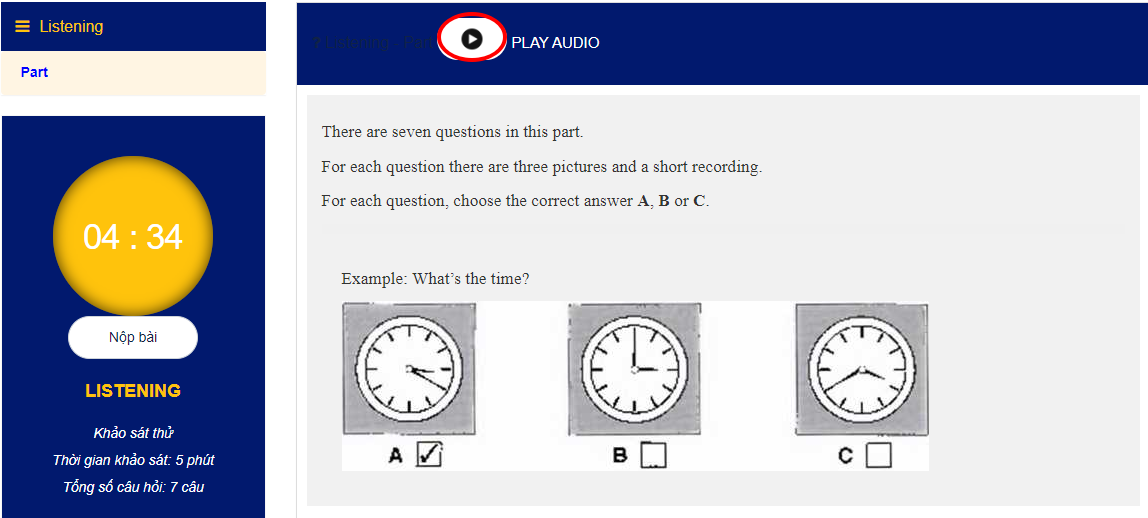 Listening
Part
04 : 34
Nộp bài
LISTENING
Khảo sát thử
Thời gian khảo sát: 5 phút
Tổng số câu hỏi: 7 câu
? Listening - Part
PLAY AUDIO
There are seven questions in this part.
For each question there are three pictures and a short recording.
For each question, choose the correct answer A, B or C.
Example: What’s the time?
A
B
C